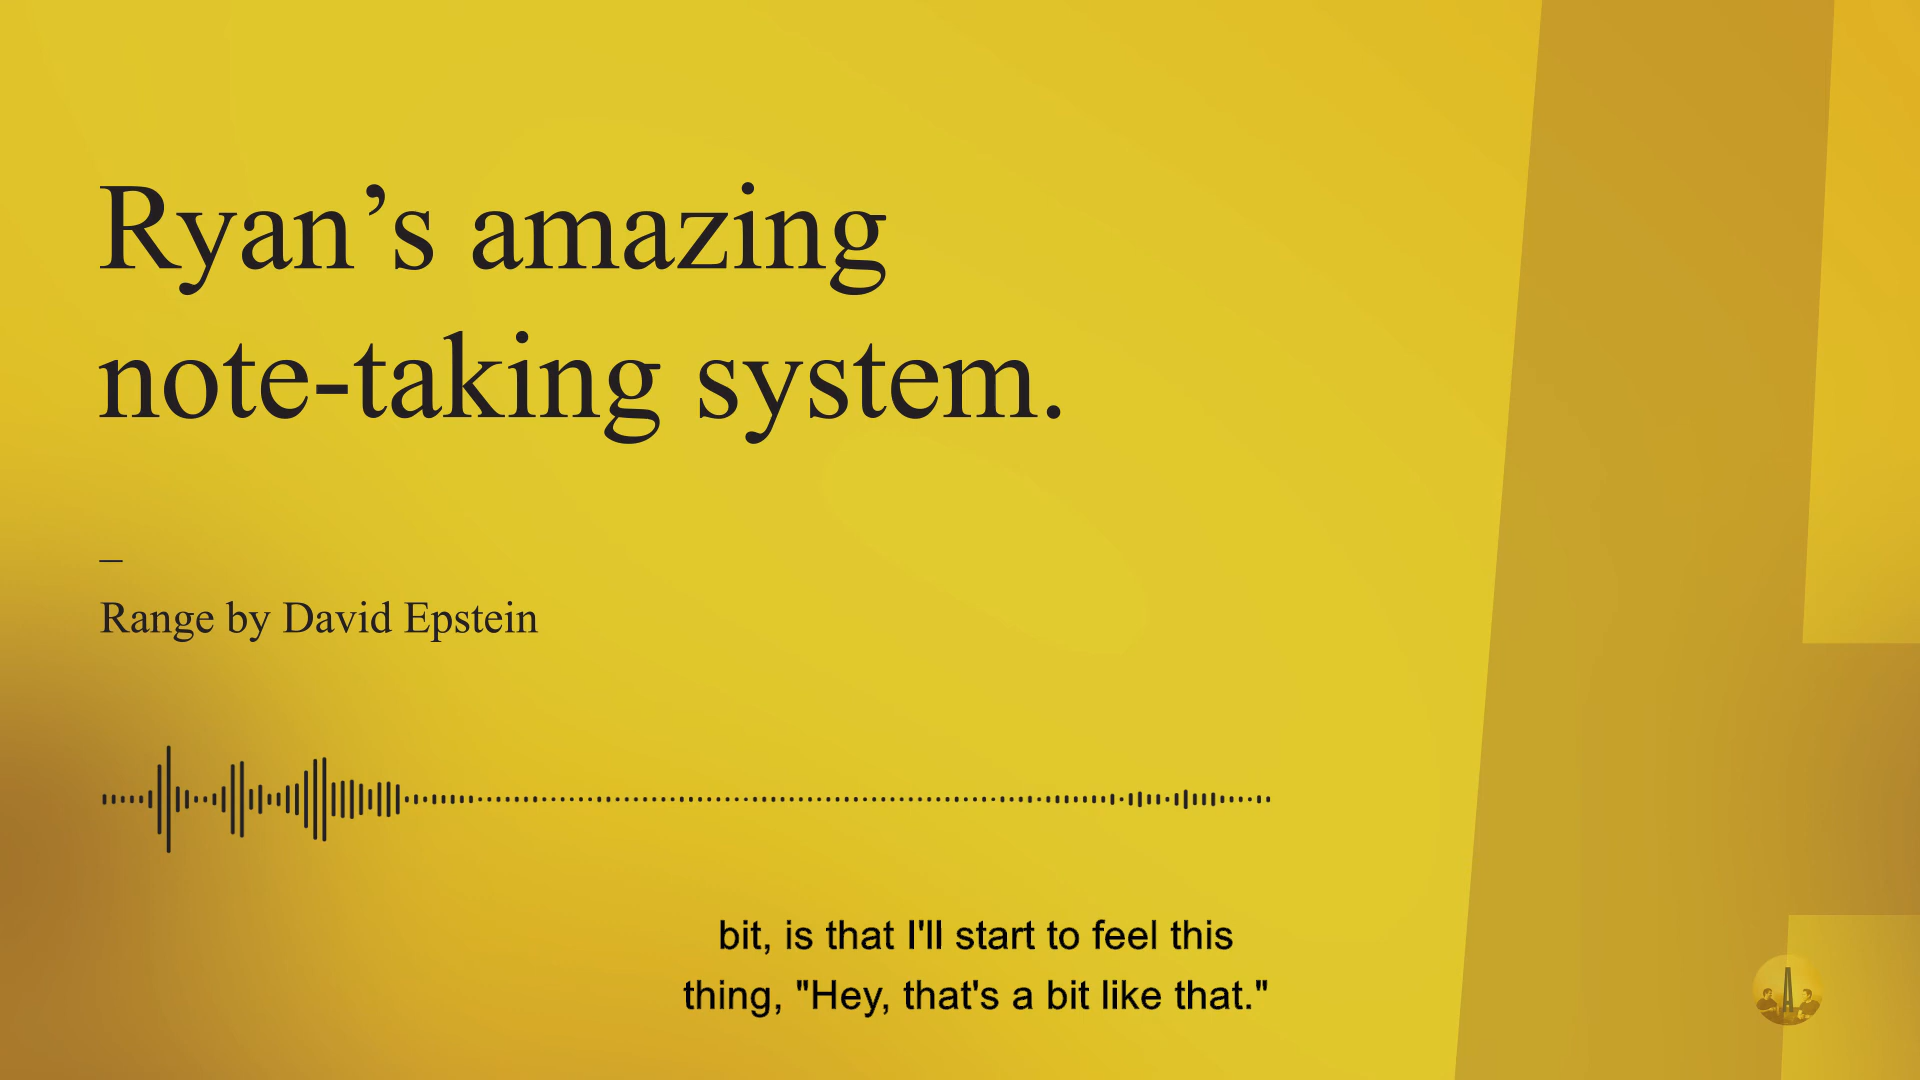 Ryan’s amazing
note-taking system.
–
Range by David Epstein
bit, is that I'll start to feel this
thing, "Hey, that's a bit like that."